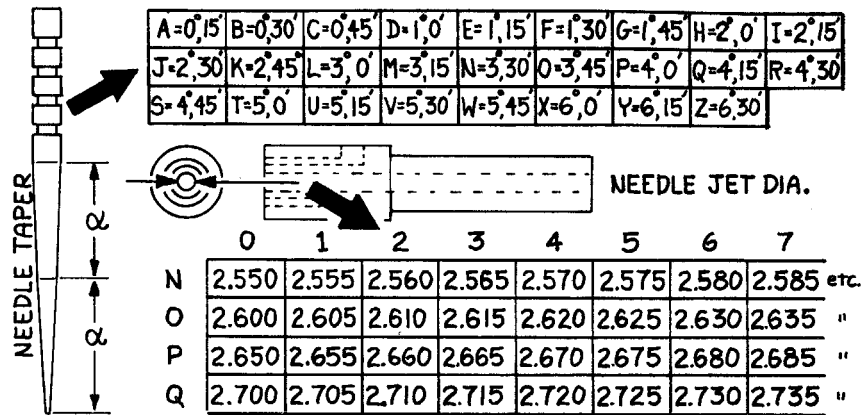 A=0°,15' B=0°,30' C=0°,45' D=1°,0' E=1°,15' F=1°,30' G=1°,45' H=2°,0' I=2°,15'
J=2°,30' K=2°,45° L=3°,0' M=3°,15' N=3°,30' O=3°,45' P=4°,0' Q=4°,15' R=4°,30'
S=4°,45' T=5°,0' U=5°,15' V=5°,30' W=5°,45' X=6°,0' Y=6°,15' Z=6°,30'
NEEDLE TAPER
α
α
NEEDLE JET DIA.
0 1 2 3 4 5 6 7
N 2.550 2.555 2.560 2.565 2.570 2.575 2.580 2.585 etc.
O 2.600 2.605 2.610 2.615 2.620 2.625 2.630 2.635 "
P 2.650 2.655 2.660 2.665 2.670 2.675 2.680 2.685 "
Q 2.700 2.705 2.710 2.715 2.720 2.725 2.730 2.735 "